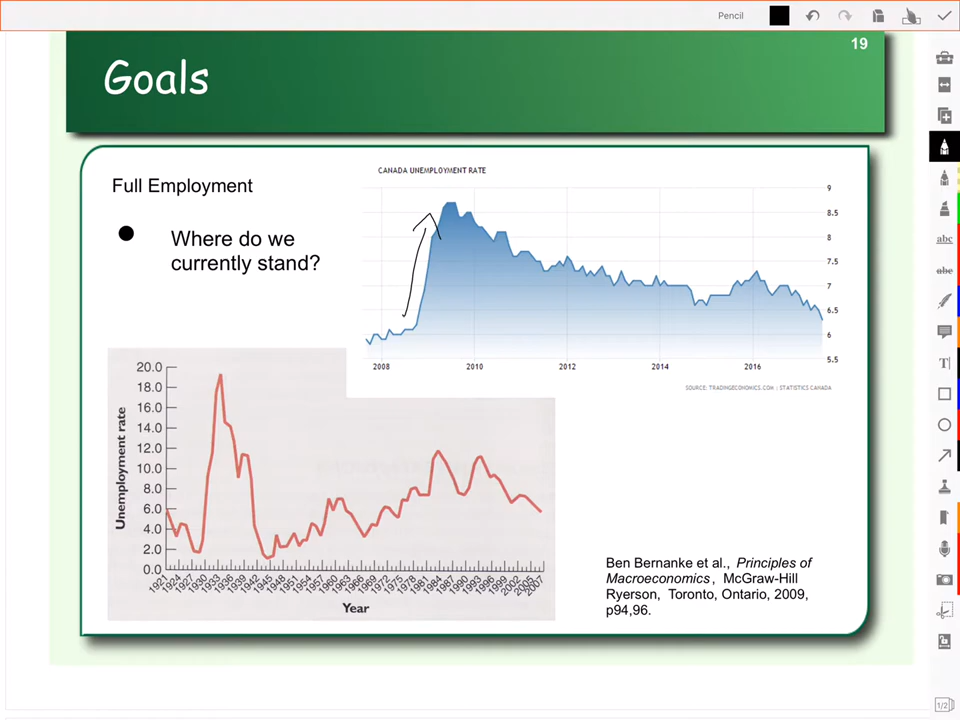 Pencil
19
Goals
Full Employment
Where do we
currently stand?
CANADA UNEMPLOYMENT RATE
9
8.5
8
7.5
7
6.5
6
5.5
2008 2010 2012 2014 2016
SOURCE: TRADINGECONOMICS.COM | STATISTICS CANADA
20.0
18.0
16.0
14.0
12.0
10.0
8.0
6.0
4.0
2.0
0.0
Unemployment rate
1921 1924 1927 1930 1933 1936 1939 1942 1945 1948 1951 1954 1957 1960 1963 1966 1969 1972 1975 1978 1981 1984 1987 1990 1993 1996 1999 2002 2005 2007
Year
Ben Bernanke et al., Principles of
Macroeconomics, McGraw-Hill
Ryerson, Toronto, Ontario, 2009,
p94,96.
abc
abc
T|
1/2